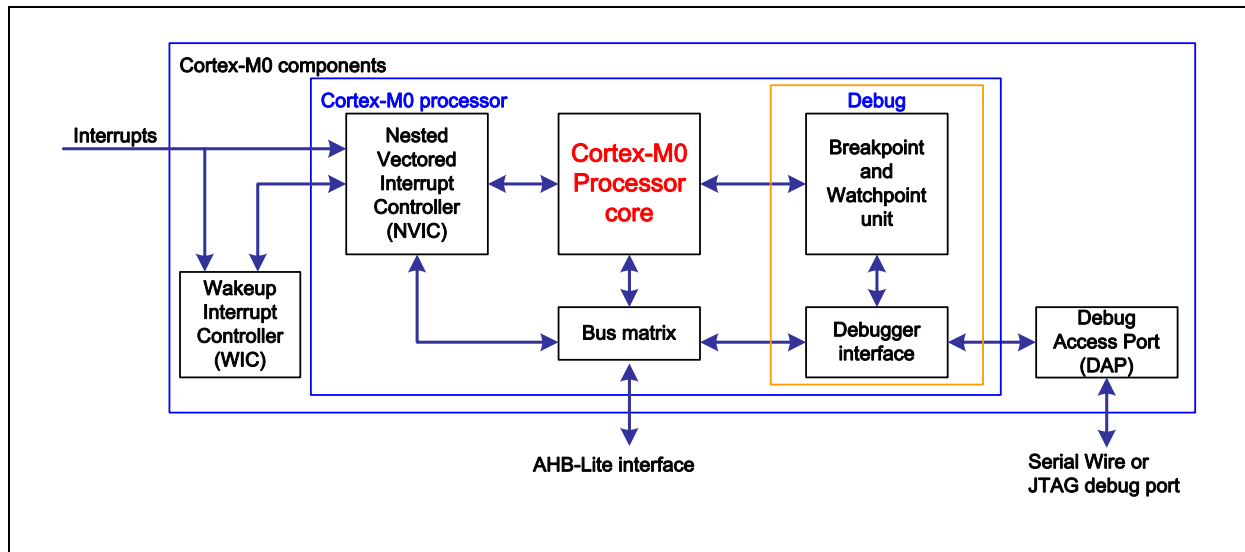 Cortex-M0 components
Cortex-M0 processor
Debug
Interrupts
Nested
Vectored
Interrupt
Controller
(NVIC)
Cortex-M0
Processor
core
Breakpoint
and
Watchpoint
unit
Wakeup
Interrupt
Controller
(WIC)
Bus matrix
Debugger
interface
Debug
Access Port
(DAP)
AHB-Lite interface
Serial Wire or
JTAG debug port